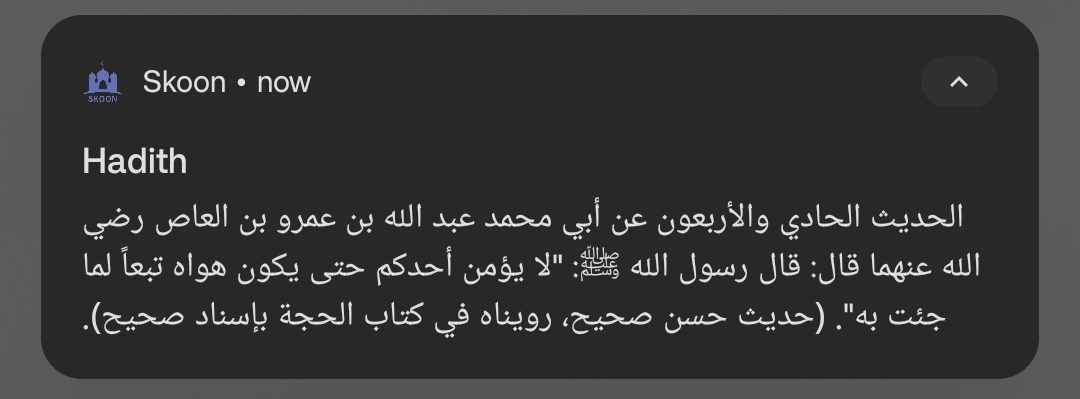 SKOON
Skoon • now
Hadith
الحديث الحادي والأربعون عن أبي محمد عبد الله بن عمرو بن العاص رضي
الله عنهما قال: قال رسول الله ﷺ: "لا يؤمن أحدكم حتى يكون هواه تبعاً لما
جئت به". (حديث حسن صحيح، رويناه في كتاب الحجة بإسناد صحيح).